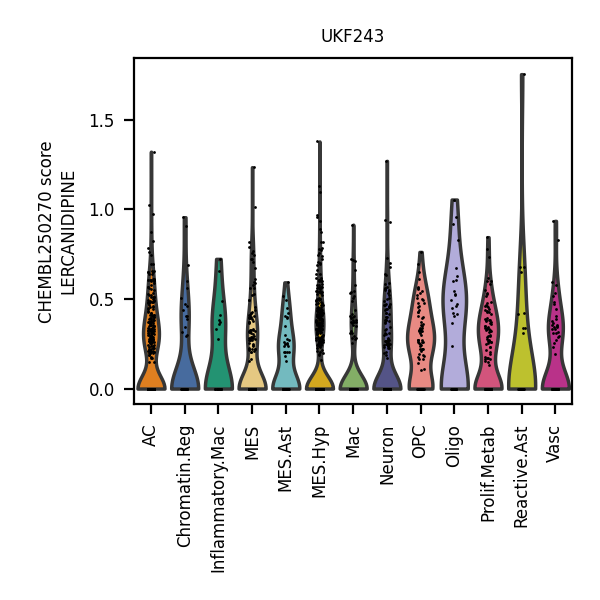 UKF243
CHEMBL250270 score
LERCANIDIPINE
1.5
1.0
0.5
0.0
AC
Chromatin.Reg
Inflammatory.Mac
MES
MES.Ast
MES.Hyp
Mac
Neuron
OPC
Oligo
Prolif.Metab
Reactive.Ast
Vasc